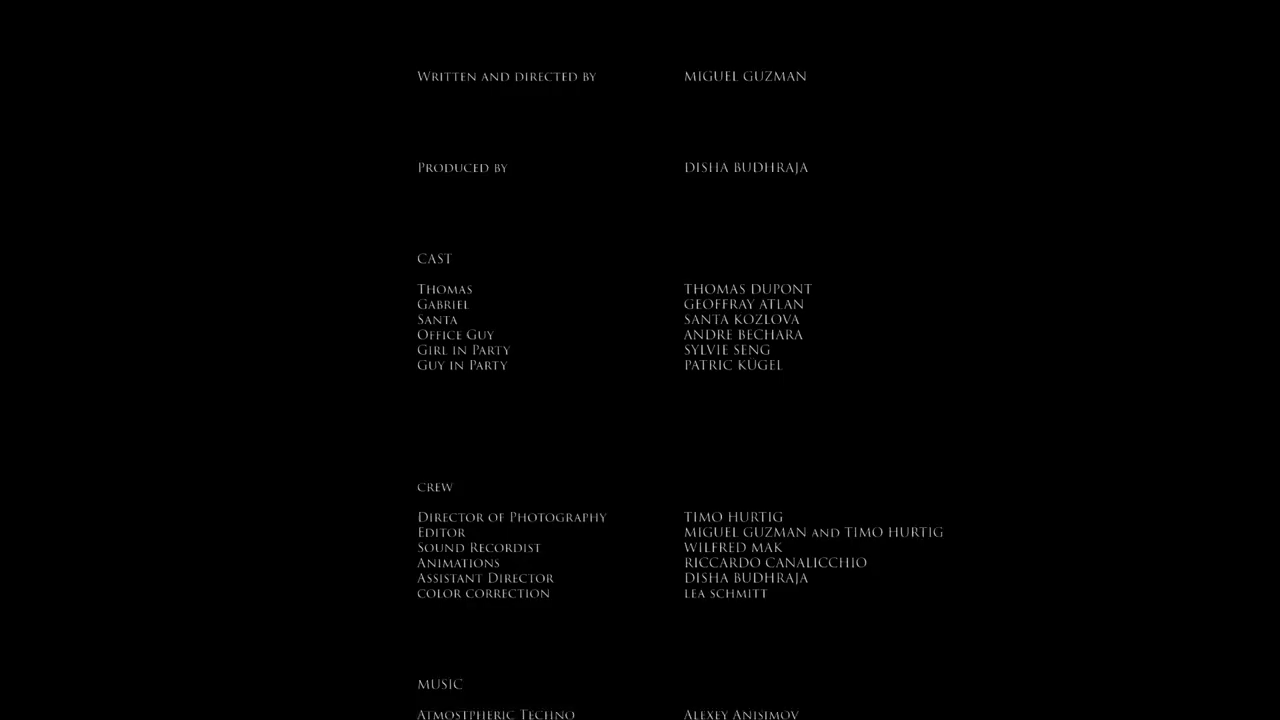 Written and directed by MIGUEL GUZMAN
Produced by DISHA BUDHRAJA
CAST
Thomas THOMAS DUPONT
Gabriel GEOFFRAY ATLAN
Santa SANTA KOZLOVA
Office Guy ANDRE BECHARA
Girl in Party SYLVIE SENG
Guy in Party PATRIC KÜGEL
CREW
Director of Photography TIMO HURTIG
Editor MIGUEL GUZMAN and TIMO HURTIG
Sound Recordist WILFRED MAK
Animations RICCARDO CANALICCHIO
Assistant Director DISHA BUDHRAJA
color correction lea schmitt
MUSIC
Atmostpheric Techno Alexey Anisimov